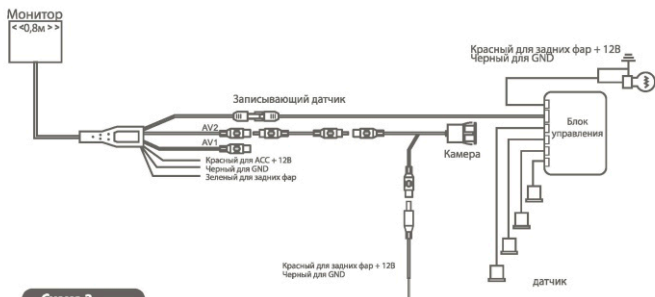 Монитор
<<0,8м>>
Красный для задних фар + 12В
Черный для GND
Записывающий датчик
Блок
управления
AV2
AV1
Камера
Красный для АСС + 12В
Черный для GND
Зеленый для задних фар
Красный для задних фар + 12В
Черный для GND
датчик